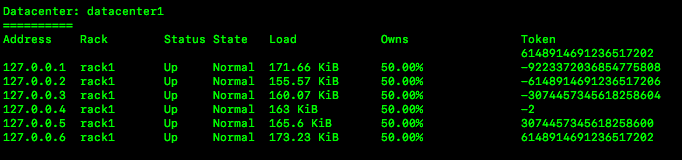 Datacenter: datacenter1
==========
Address Rack Status State Load Owns Token
6148914691236517202
127.0.0.1 rack1 Up Normal 171.66 KiB 50.00% -9223372036854775808
127.0.0.2 rack1 Up Normal 155.57 KiB 50.00% -6148914691236517206
127.0.0.3 rack1 Up Normal 160.07 KiB 50.00% -3074457345618258604
127.0.0.4 rack1 Up Normal 163 KiB 50.00% -2
127.0.0.5 rack1 Up Normal 165.6 KiB 50.00% 3074457345618258600
127.0.0.6 rack1 Up Normal 173.23 KiB 50.00% 6148914691236517202